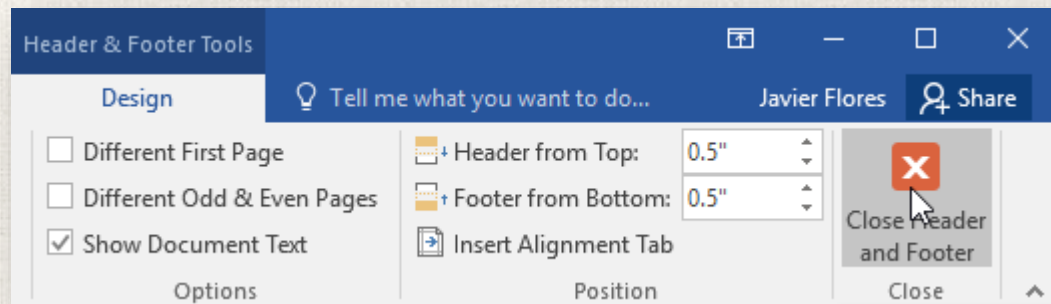 Header & Footer Tools
Design
Tell me what you want to do...
Javier Flores
Share
Different First Page
Different Odd & Even Pages
Show Document Text
Options
Header from Top: 0.5"
Footer from Bottom: 0.5"
Insert Alignment Tab
Position
Close Header
and Footer
Close